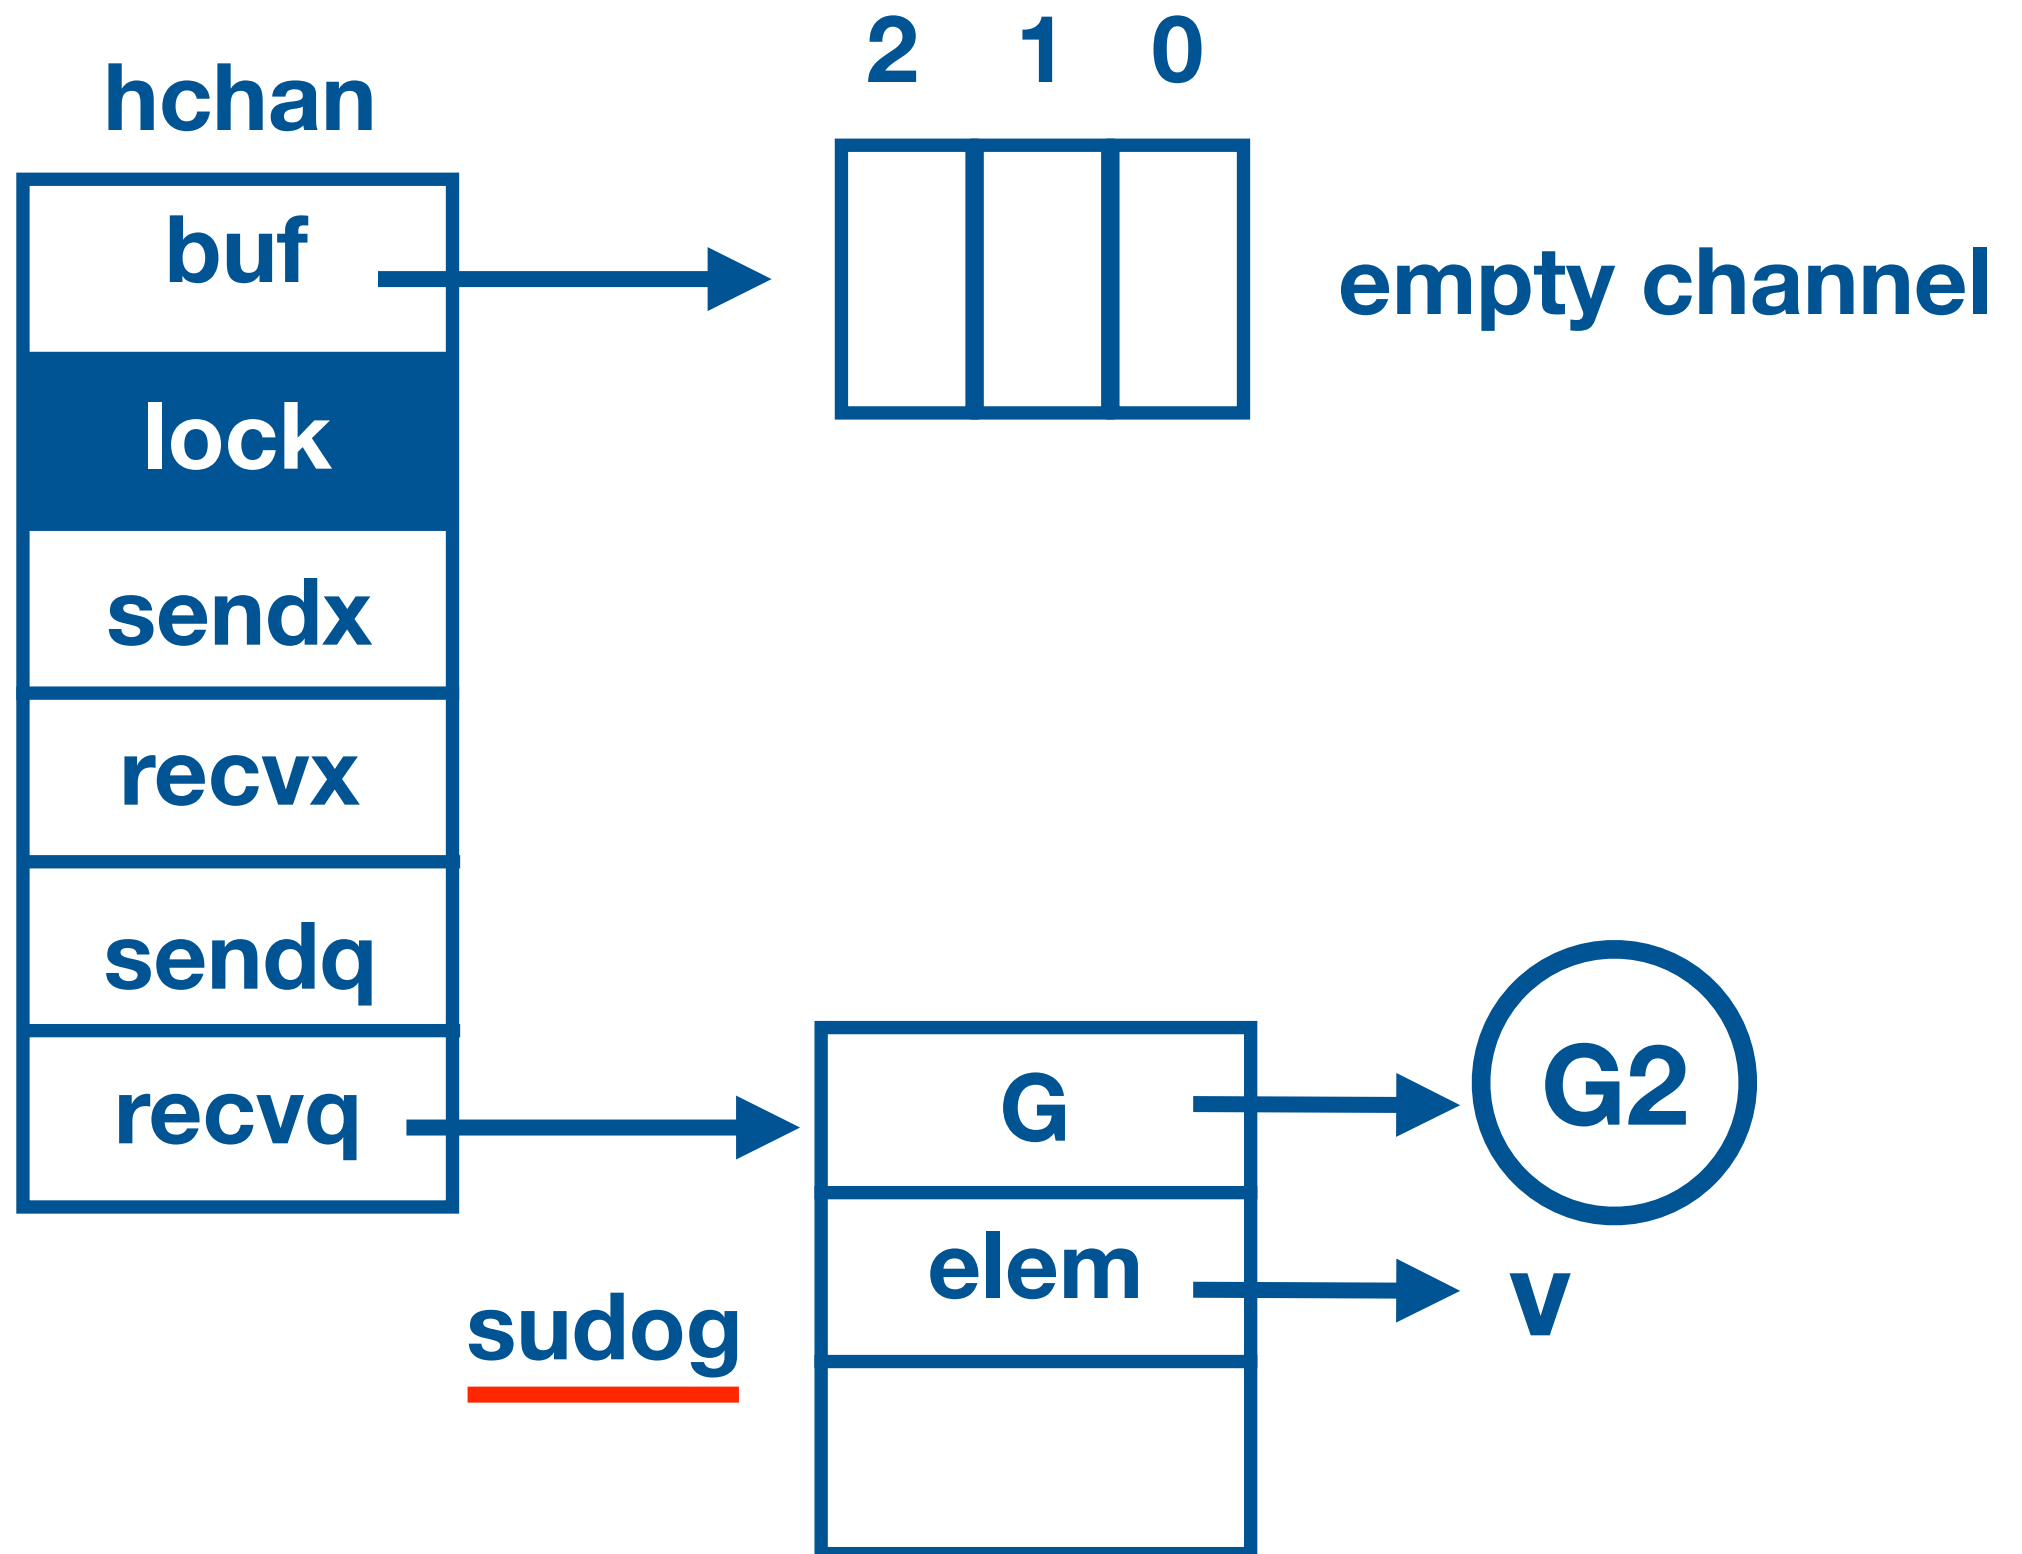 2 1 0
hchan
buf
empty channel
lock
sendx
recvx
sendq
recvq
G
G2
elem
v
sudog